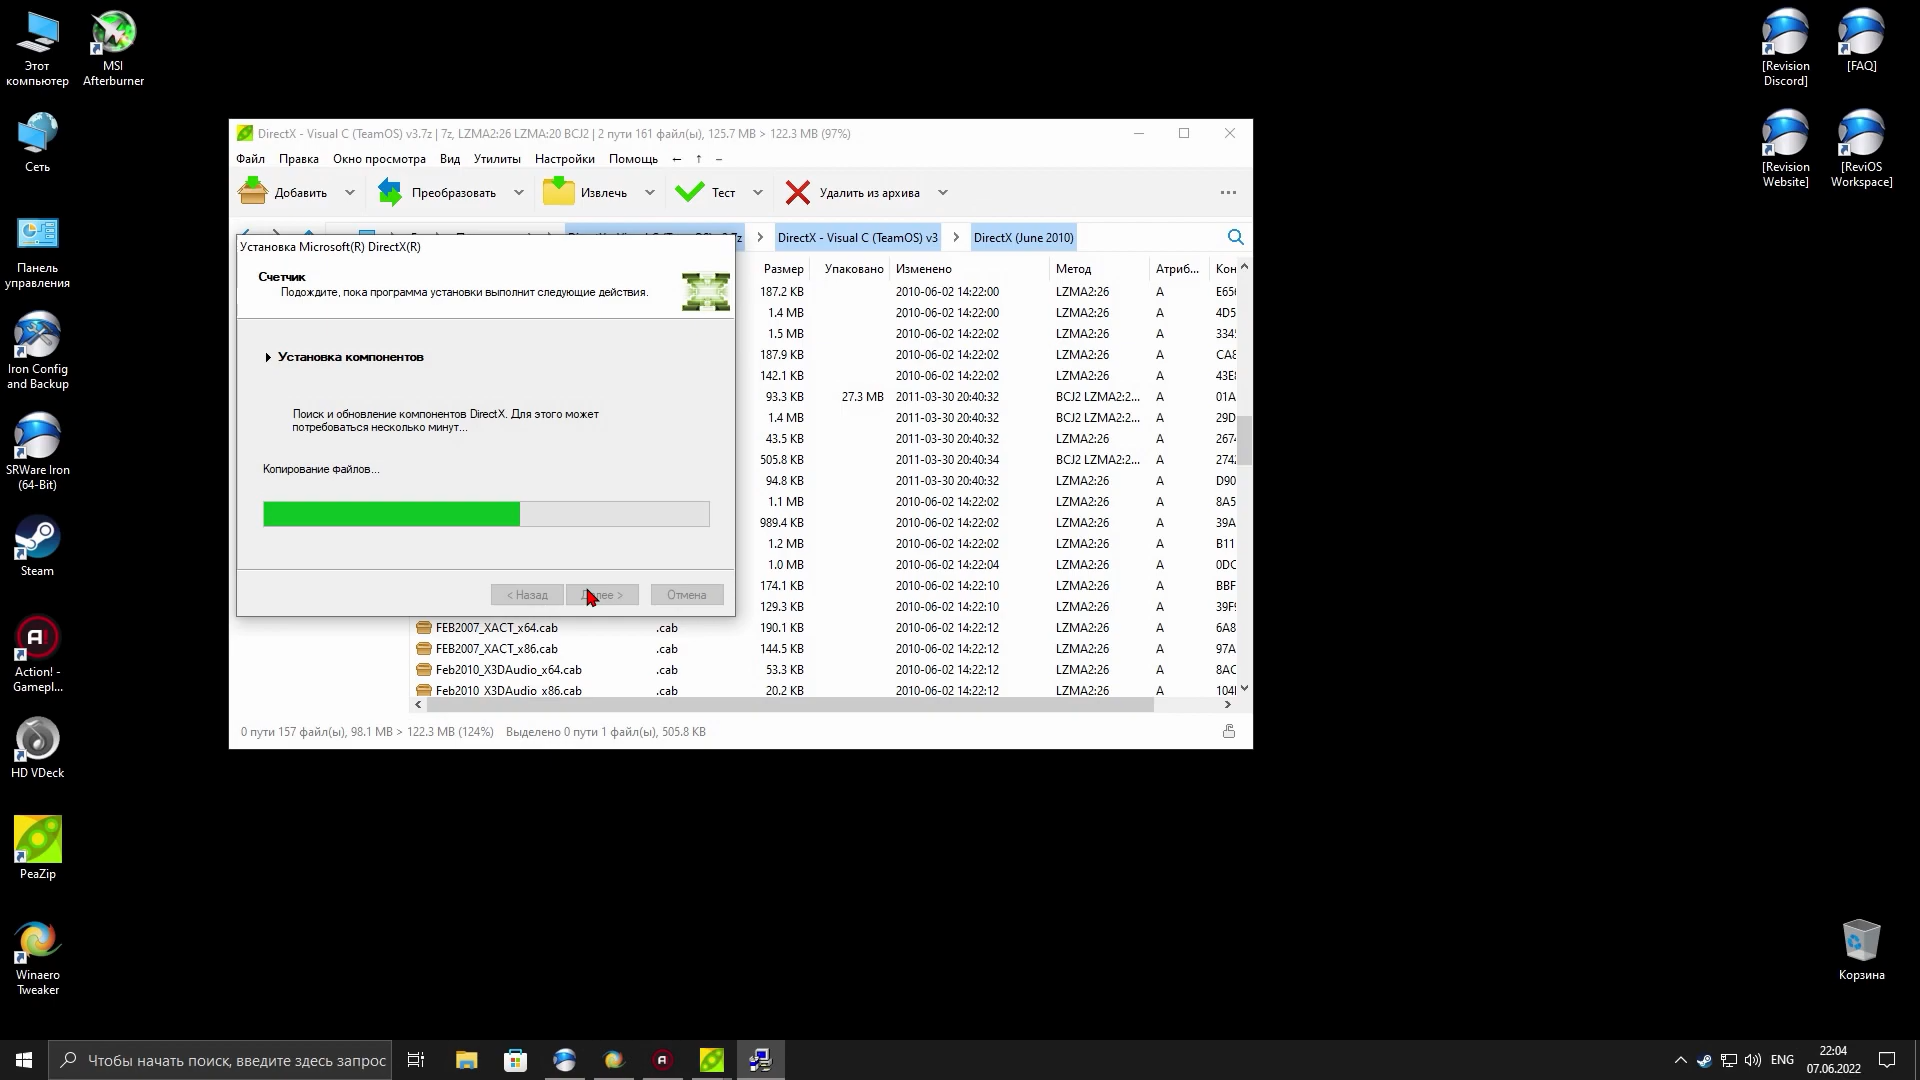 Этот
компьютер
MSI
Afterburner
Сеть
Панель
управления
Iron Config
and Backup
SRWare Iron
(64-Bit)
Steam
Action! -
Gamepl...
HD VDeck
PeaZip
Winaero
Tweaker
[Revision
Discord]
[FAQ]
[Revision
Website]
[ReviOS
Workspace]
Корзина
DirectX - Visual C (TeamOS) v3.7z | 7z, LZMA2:26 LZMA:20 BCJ2 | 2 пути 161 файл(ы), 125.7 MB > 122.3 MB (97%)
Файл Правка Окно просмотра Вид Утилиты Настройки Помощь
Добавить Преобразовать Извлечь Тест Удалить из архива
DirectX - Visual C (TeamOS) v3 DirectX (June 2010)
Размер Упаковано Изменено Метод Атриб... Кон
187.2 KB 2010-06-02 14:22:00 LZMA2:26 A E656
1.4 MB 2010-06-02 14:22:00 LZMA2:26 A 4D5
1.5 MB 2010-06-02 14:22:02 LZMA2:26 A 334
187.9 KB 2010-06-02 14:22:02 LZMA2:26 A CA8
142.1 KB 2010-06-02 14:22:02 LZMA2:26 A 43E8
93.3 KB 27.3 MB 2011-03-30 20:40:32 BCJ2 LZMA2:2... A 01A
1.4 MB 2011-03-30 20:40:32 BCJ2 LZMA2:2... A 29D
43.5 KB 2011-03-30 20:40:32 LZMA2:26 A 267
505.8 KB 2011-03-30 20:40:34 BCJ2 LZMA2:2... A 274
94.8 KB 2011-03-30 20:40:32 LZMA2:26 A D90
1.1 MB 2010-06-02 14:22:02 LZMA2:26 A 8A5
989.4 KB 2010-06-02 14:22:02 LZMA2:26 A 39A
1.2 MB 2010-06-02 14:22:02 LZMA2:26 A B11
1.0 MB 2010-06-02 14:22:04 LZMA2:26 A 0DC
174.1 KB 2010-06-02 14:22:10 LZMA2:26 A BBF
129.3 KB 2010-06-02 14:22:10 LZMA2:26 A 39F
FEB2007_XACT_x64.cab .cab 190.1 KB 2010-06-02 14:22:12 LZMA2:26 A 6A8
FEB2007_XACT_x86.cab .cab 144.5 KB 2010-06-02 14:22:12 LZMA2:26 A 97A
Feb2010_X3DAudio_x64.cab .cab 53.3 KB 2010-06-02 14:22:12 LZMA2:26 A 8AC
Feb2010_X3DAudio_x86.cab .cab 20.2 KB 2010-06-02 14:22:12 LZMA2:26 A 104
0 пути 157 файл(ы), 98.1 MB > 122.3 MB (124%) Выделено 0 пути 1 файл(ы), 505.8 KB
Установка Microsoft(R) DirectX(R)
Счетчик
Подождите, пока программа установки выполнит следующие действия.
Установка компонентов
Поиск и обновление компонентов DirectX. Для этого может
потребоваться несколько минут...
Копирование файлов...
< Назад Далее > Отмена
Чтобы начать поиск, введите здесь запрос
ENG
22:04
07.06.2022